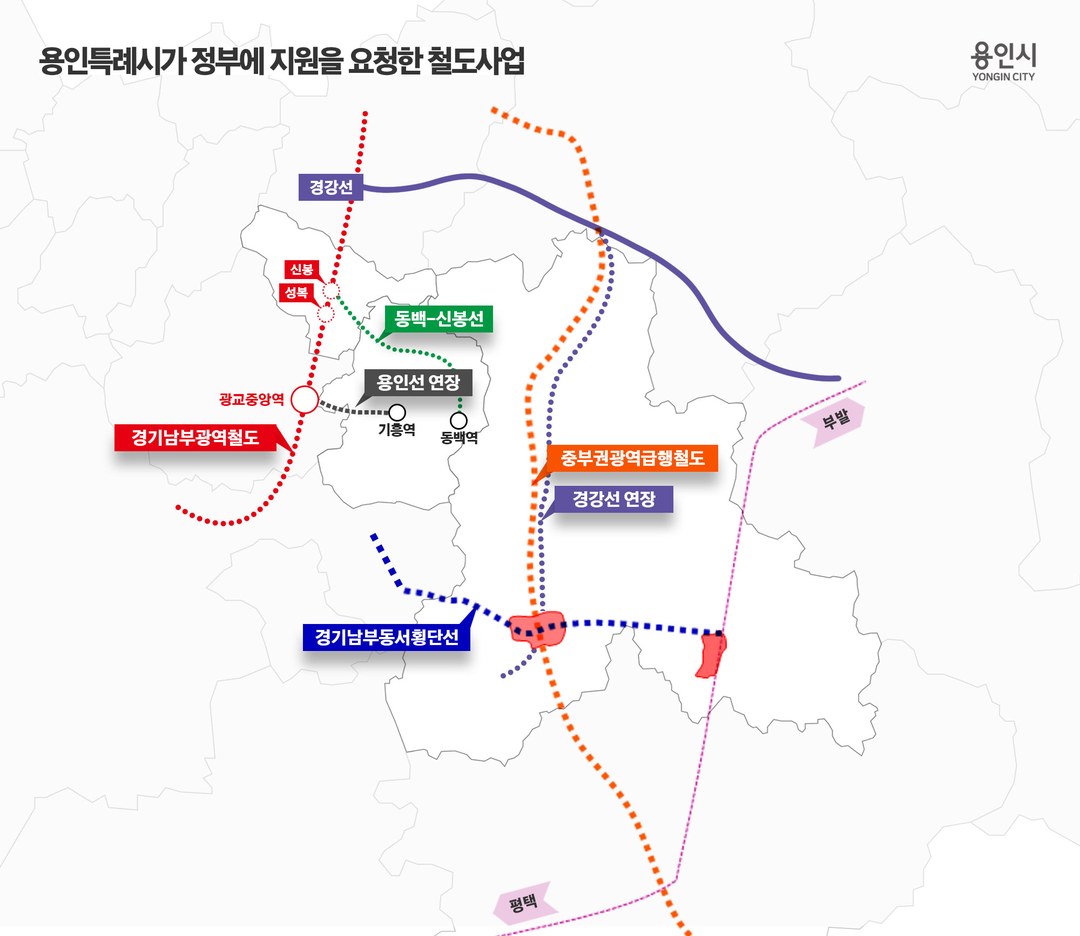 용인특례시가 정부에 지원을 요청한 철도사업
용인시
YONGIN CITY
경강선
신봉
성복
동백-신봉선
용인선 연장
광교중앙역
기흥역
동백역
경기남부광역철도
부발
중부권광역급행철도
경강선 연장
경기남부동서횡단선
평택